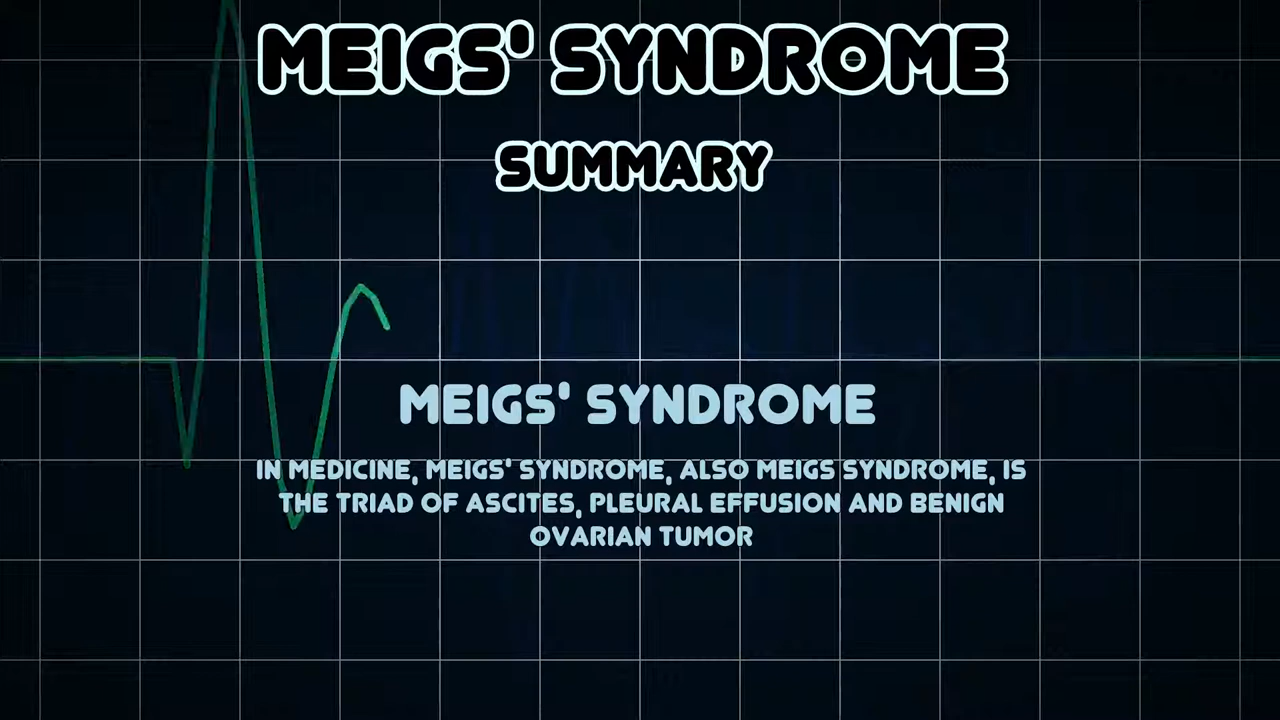 MEIGS' SYNDROME
SUMMARY
MEIGS' SYNDROME
IN MEDICINE, MEIGS' SYNDROME, ALSO MEIGS SYNDROME, IS
THE TRIAD OF ASCITES, PLEURAL EFFUSION AND BENIGN
OVARIAN TUMOR